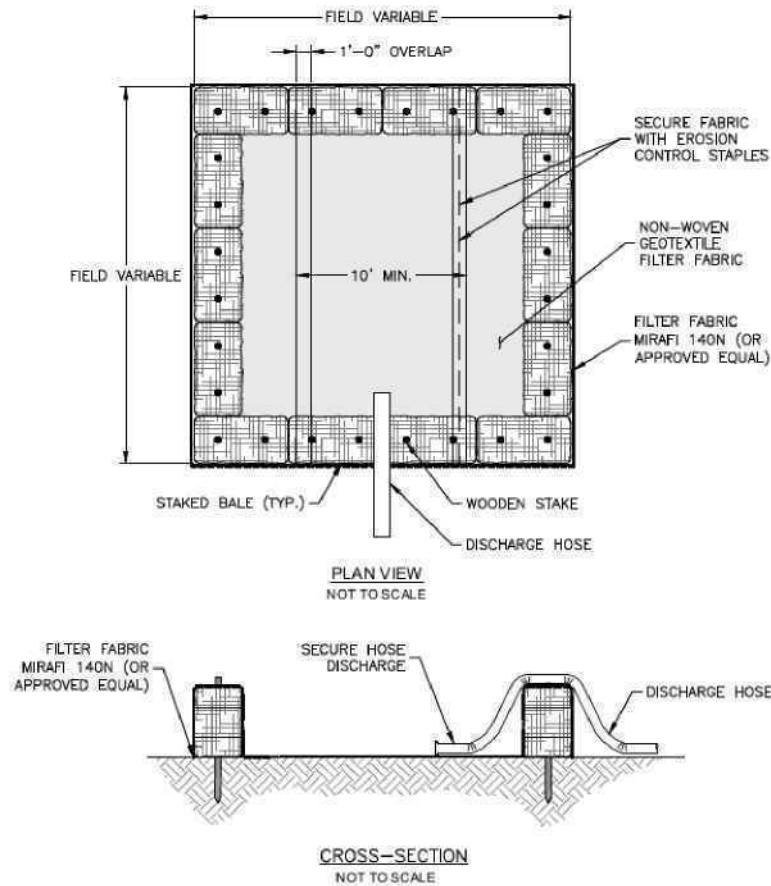 FIELD VARIABLE
1'-0" OVERLAP
SECURE FABRIC
WITH EROSION
CONTROL STAPLES
NON-WOVEN
GEOTEXTILE
FILTER FABRIC
FIELD VARIABLE
10' MIN.
FILTER FABRIC
MIRAFI 140N (OR
APPROVED EQUAL)
STAKED BALE (TYP.)
WOODEN STAKE
DISCHARGE HOSE
PLAN VIEW
NOT TO SCALE
FILTER FABRIC
MIRAFI 140N (OR
APPROVED EQUAL)
SECURE HOSE
DISCHARGE
DISCHARGE HOSE
CROSS-SECTION
NOT TO SCALE